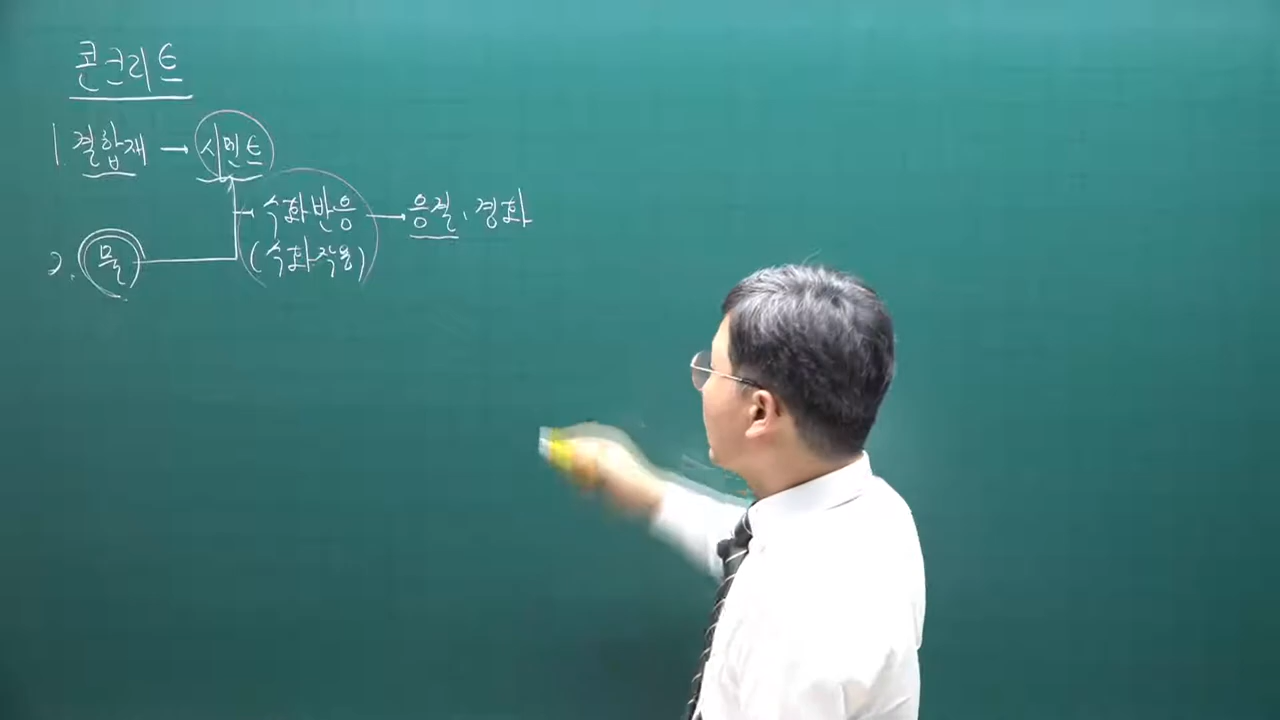 콘크리트
1. 결합재 → 시멘트
수화반응 → 응결, 경화
(수화작용)
2. 물